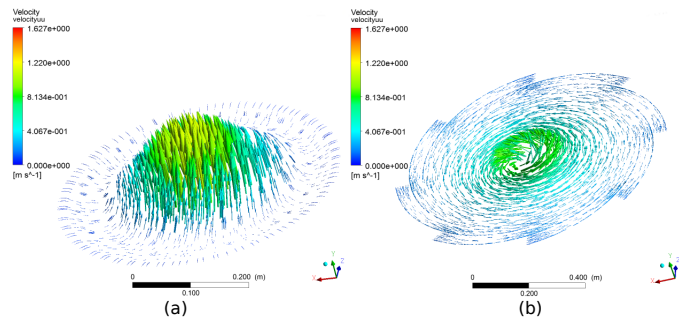 Velocity
velocityuu
1.627e+000
1.220e+000
8.134e-001
4.067e-001
0.000e+000
[m s^-1]
0 0.200 (m)
0.100
X Y Z
(a)
Velocity
velocityuu
1.627e+000
1.220e+000
8.134e-001
4.067e-001
0.000e+000
[m s^-1]
0 0.400 (m)
0.200
X Y Z
(b)